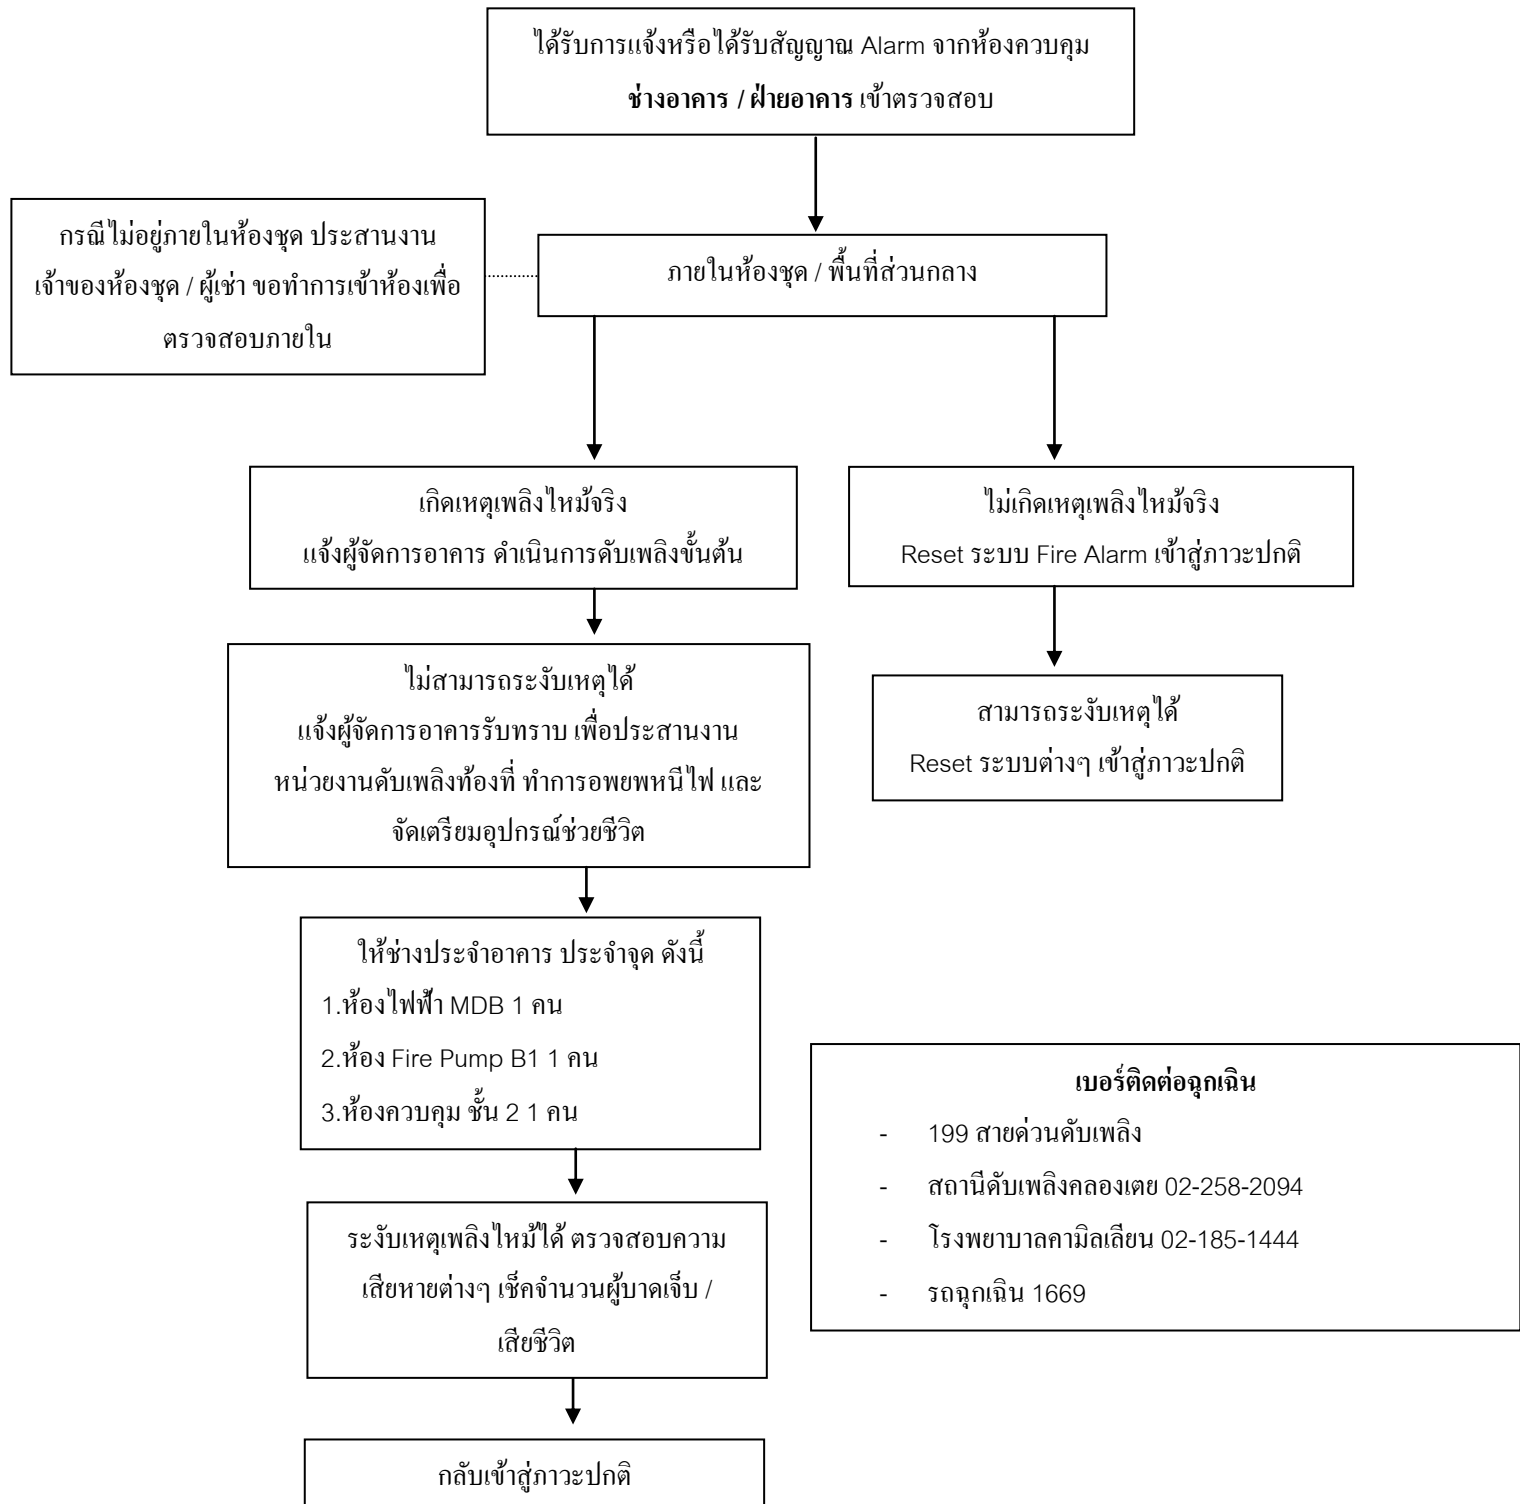 ได้รับการแจ้งหรือได้รับสัญญาณ Alarm จากห้องควบคุม
ช่างอาคาร / ฝ่ายอาคาร เข้าตรวจสอบ
กรณีไม่อยู่ภายในห้องชุด ประสานงาน
เจ้าของห้องชุด / ผู้เช่า ขอทำการเข้าห้องเพื่อ
ตรวจสอบภายใน
ภายในห้องชุด / พื้นที่ส่วนกลาง
เกิดเหตุเพลิงไหม้จริง
แจ้งผู้จัดการอาคาร ดำเนินการดับเพลิงขั้นต้น
ไม่เกิดเหตุเพลิงไหม้จริง
Reset ระบบ Fire Alarm เข้าสู่ภาวะปกติ
ไม่สามารถระงับเหตุได้
แจ้งผู้จัดการอาคารรับทราบ เพื่อประสานงาน
หน่วยงานดับเพลิงท้องที่ ทำการอพยพหนีไฟ และ
จัดเตรียมอุปกรณ์ช่วยชีวิต
สามารถระงับเหตุได้
Reset ระบบต่างๆ เข้าสู่ภาวะปกติ
ให้ช่างประจำอาคาร ประจำจุด ดังนี้
1.ห้องไฟฟ้า MDB 1 คน
2.ห้อง Fire Pump B1 1 คน
3.ห้องควบคุม ชั้น 2 1 คน
เบอร์ติดต่อฉุกเฉิน
- 199 สายด่วนดับเพลิง
- สถานีดับเพลิงคลองเตย 02-258-2094
- โรงพยาบาลคามิลเลียน 02-185-1444
- รถฉุกเฉิน 1669
ระงับเหตุเพลิงไหม้ได้ ตรวจสอบความ
เสียหายต่างๆ เช็คจำนวนผู้บาดเจ็บ /
เสียชีวิต
กลับเข้าสู่ภาวะปกติ